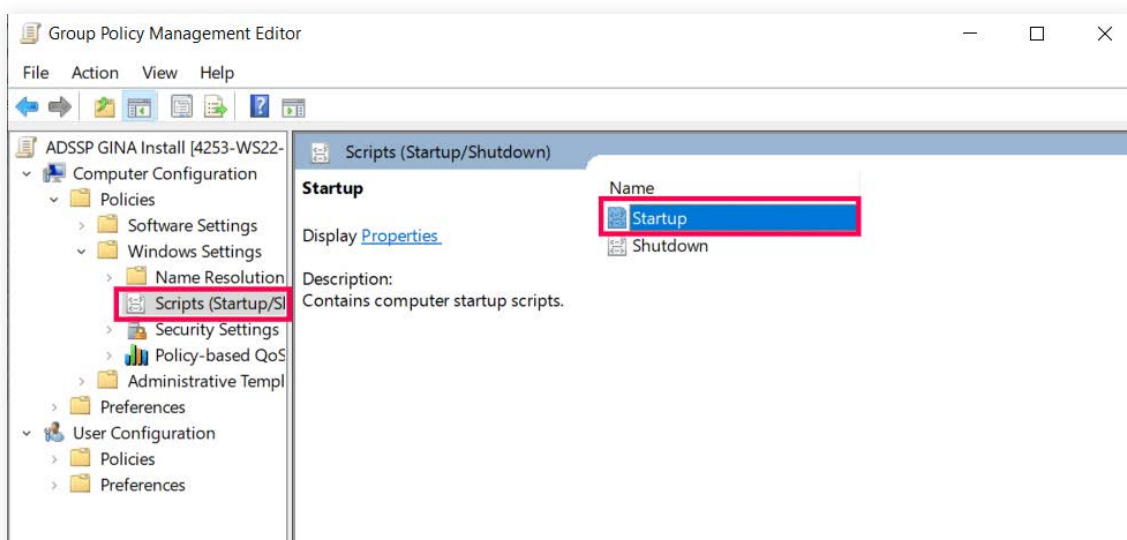 Group Policy Management Editor
File Action View Help
ADSSP GINA Install [4253-WS22-
Computer Configuration
Policies
Software Settings
Windows Settings
Name Resolution
Scripts (Startup/Sl
Security Settings
Policy-based QoS
Administrative Templ
Preferences
User Configuration
Policies
Preferences
Scripts (Startup/Shutdown)
Startup
Display Properties
Description:
Contains computer startup scripts.
Name
Startup
Shutdown